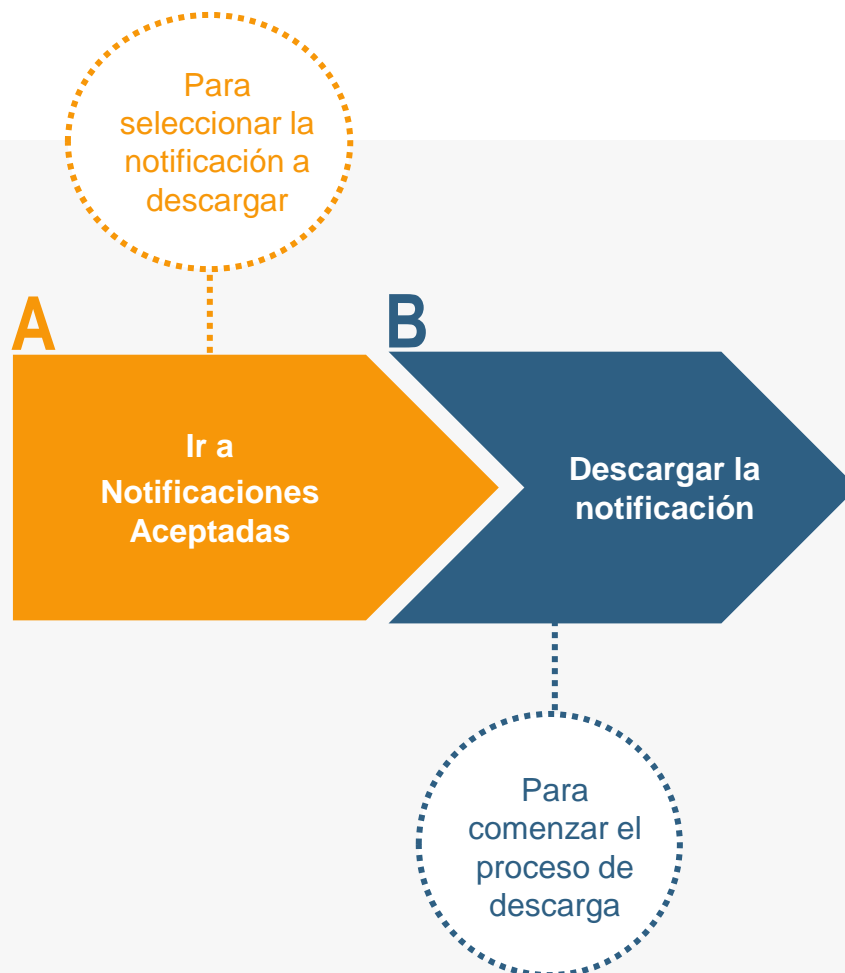 Para
seleccionar la
notificación a
descargar
A
Ir a
Notificaciones
Aceptadas
B
Descargar la
notificación
Para
comenzar el
proceso de
descarga